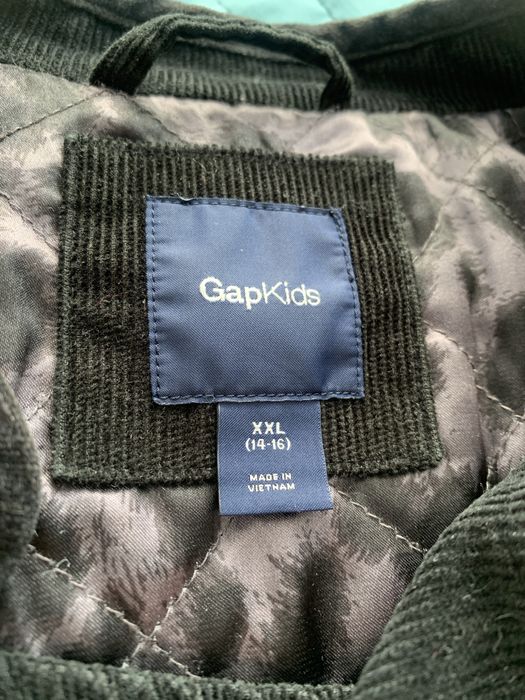 GapKids
XXL
(14-16)
MADE IN
VIETNAM